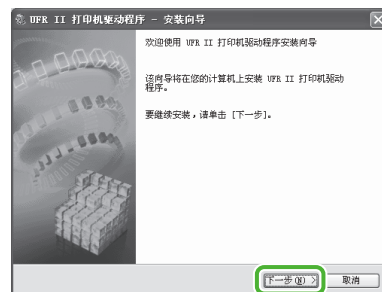 UFR II 打印机驱动程序 - 安装向导
欢迎使用 UFR II 打印机驱动程序安装向导
该向导将在您的计算机上安装 UFR II 打印机驱动
程序。
要继续安装，请单击 [下一步]。
下一步(N) >
取消